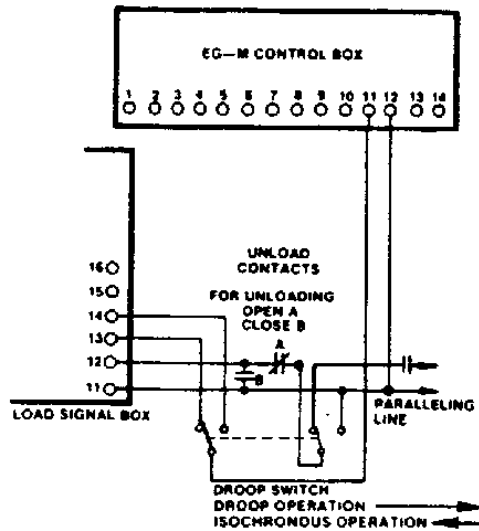 EG-M CONTROL BOX
1 2 3 4 5 6 7 8 9 10 11 12 13 14
UNLOAD
CONTACTS
FOR UNLOADING
OPEN A
CLOSE B
16
15
14
13
12
11
A
B
LOAD SIGNAL BOX
PARALLELING
LINE
DROOP SWITCH
DROOP OPERATION
ISOCHRONOUS OPERATION